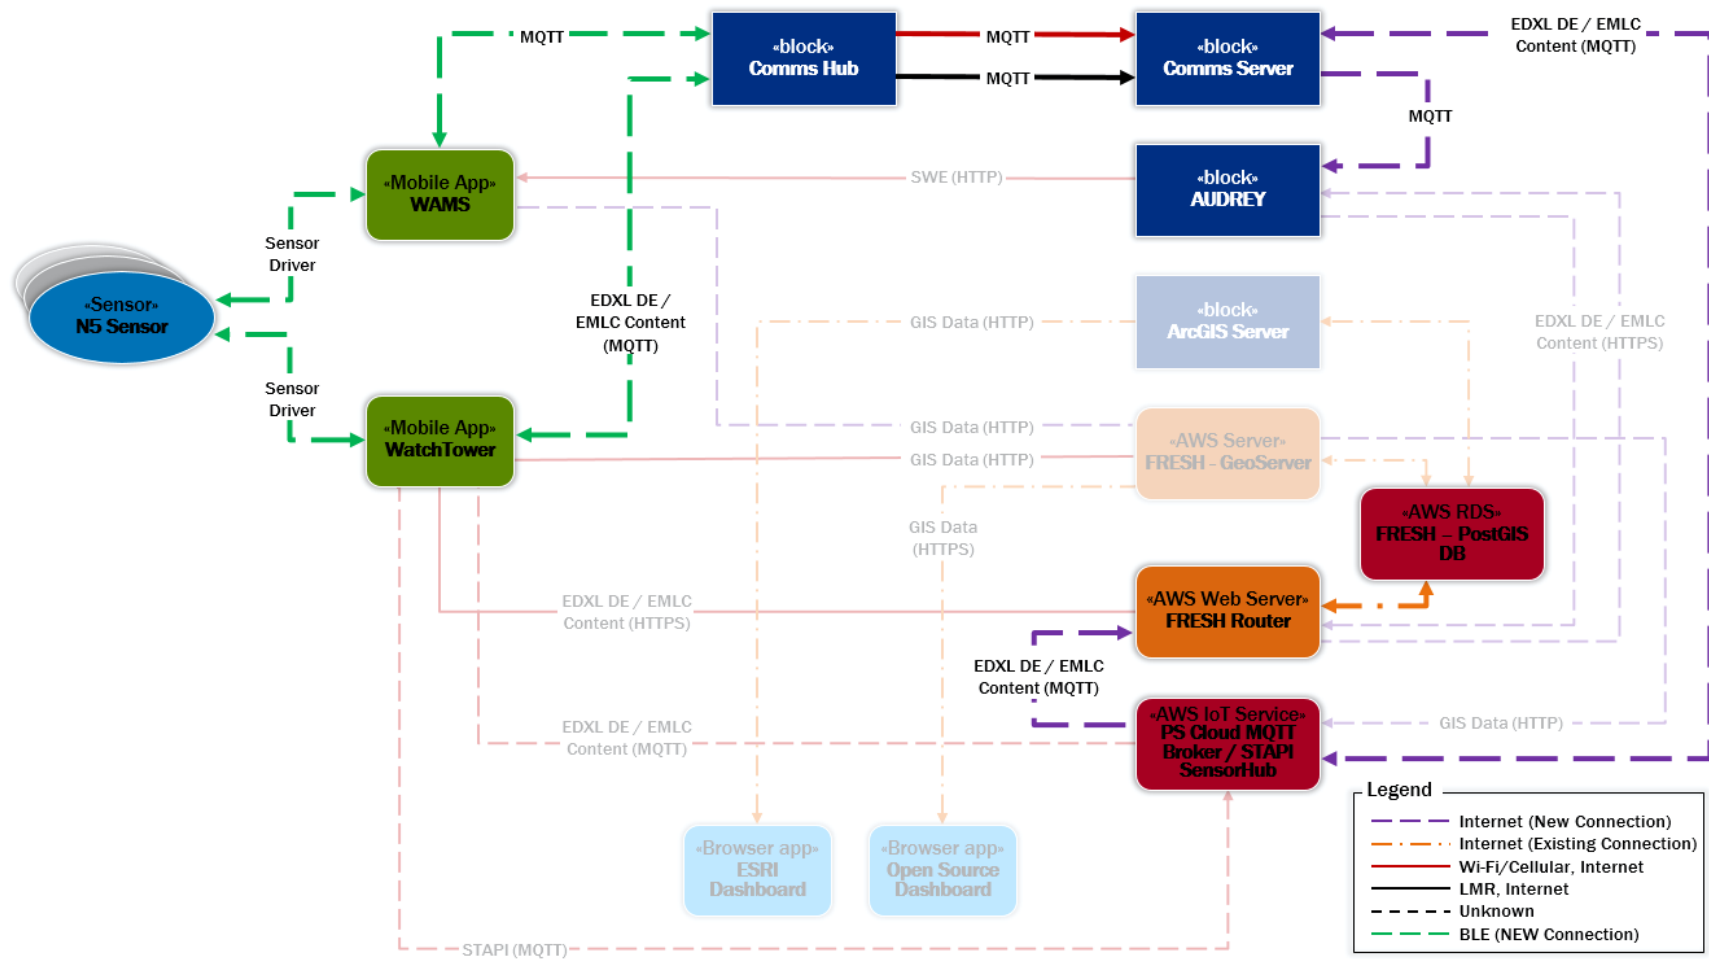 MQTT
«block»
Comms Hub
MQTT
MQTT
«block»
Comms Server
EDXL DE / EMLC
Content (MQTT)
MQTT
«Mobile App»
WAMS
SWE (HTTP)
«block»
AUDREY
Sensor
Driver
«Sensor»
N5 Sensor
EDXL DE /
EMLC Content
(MQTT)
GIS Data (HTTP)
«block»
ArcGIS Server
EDXL DE / EMLC
Content (HTTPS)
Sensor
Driver
«Mobile App»
WatchTower
GIS Data (HTTP)
GIS Data (HTTP)
«AWS Server»
FRESH - GeoServer
GIS Data
(HTTPS)
«AWS RDS»
FRESH – PostGIS
DB
EDXL DE / EMLC
Content (HTTPS)
«AWS Web Server»
FRESH Router
EDXL DE / EMLC
Content (MQTT)
EDXL DE / EMLC
Content (MQTT)
«AWS IoT Service»
PS Cloud MQTT
Broker / STAPI
SensorHub
GIS Data (HTTP)
«Browser app»
ESRI
Dashboard
«Browser app»
Open Source
Dashboard
STAPI (MQTT)
Legend
Internet (New Connection)
Internet (Existing Connection)
Wi-Fi/Cellular, Internet
LMR, Internet
Unknown
BLE (NEW Connection)